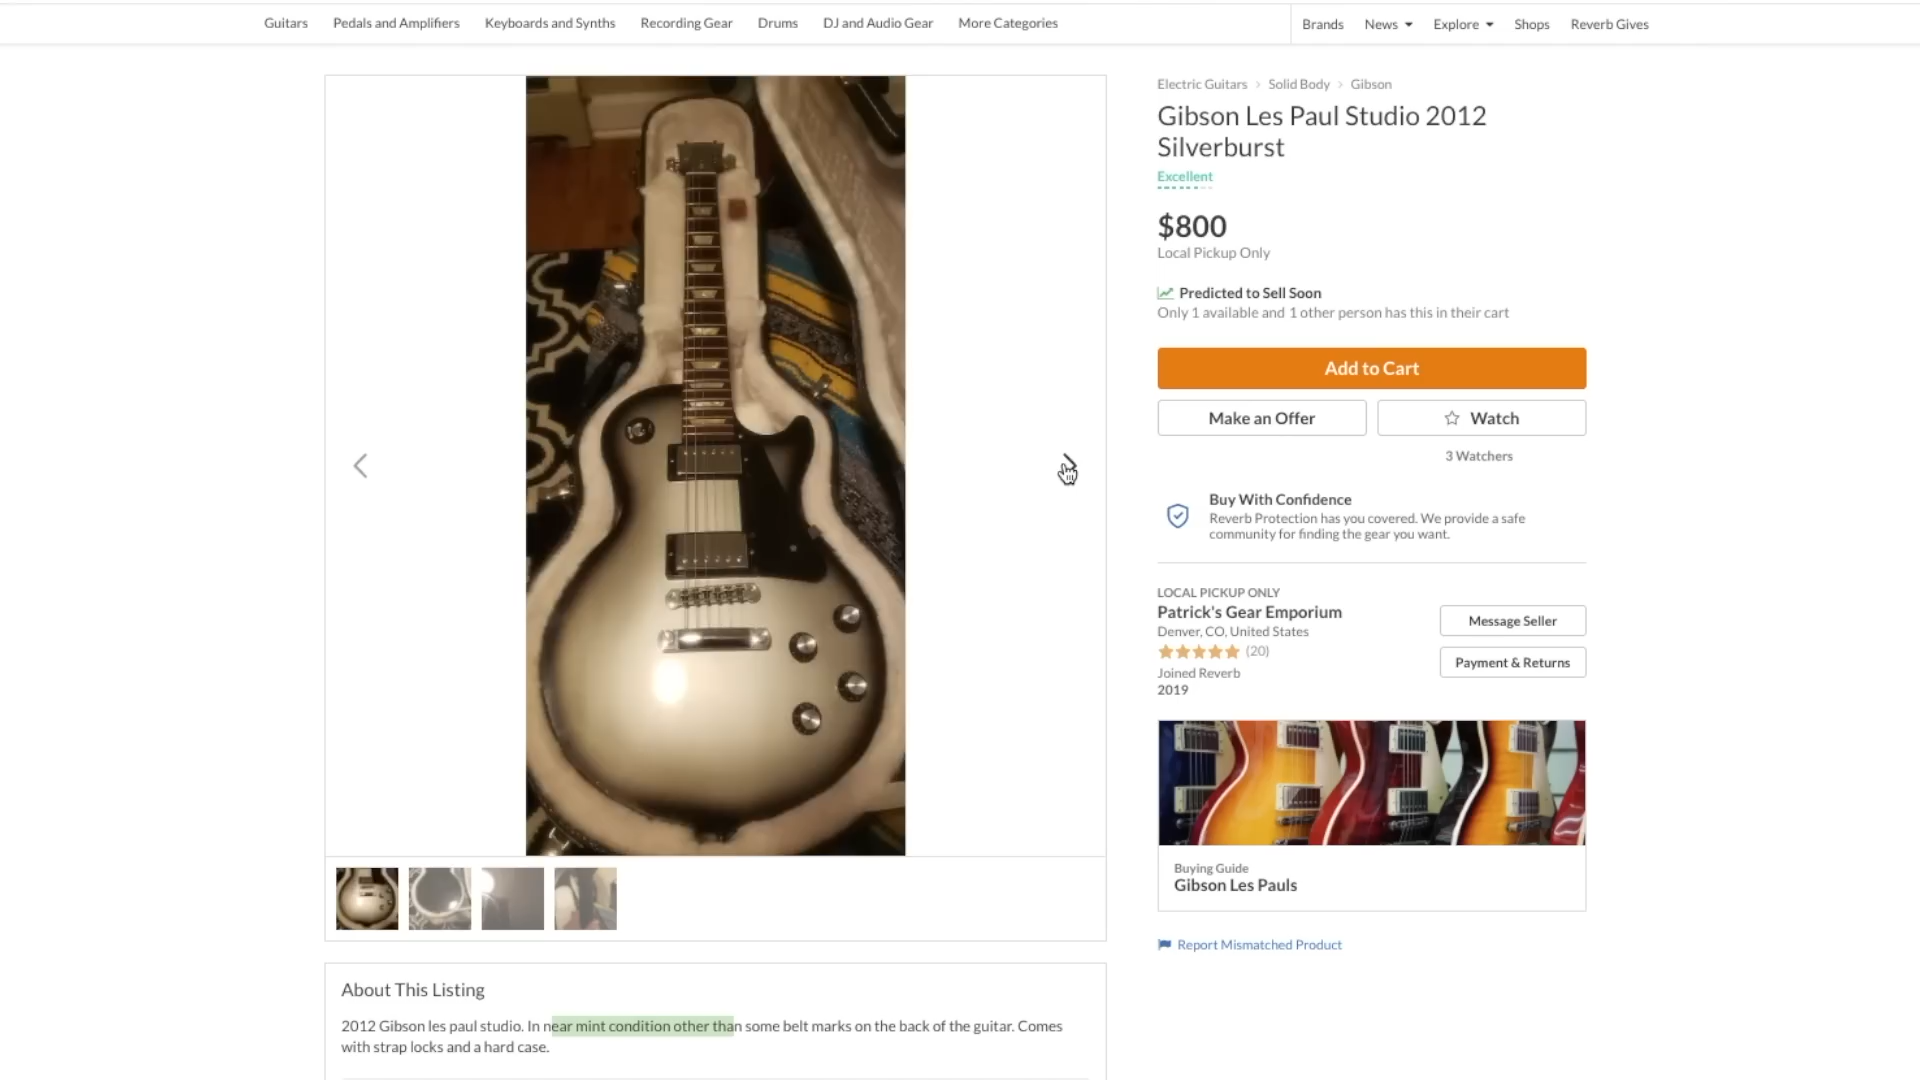 Guitars Pedals and Amplifiers Keyboards and Synths Recording Gear Drums DJ and Audio Gear More Categories
Brands News Explore Shops Reverb Gives
Electric Guitars > Solid Body > Gibson
Gibson Les Paul Studio 2012
Silverburst
Excellent
$800
Local Pickup Only
Predicted to Sell Soon
Only 1 available and 1 other person has this in their cart
Add to Cart
Make an Offer
Watch
3 Watchers
Buy With Confidence
Reverb Protection has you covered. We provide a safe
community for finding the gear you want.
LOCAL PICKUP ONLY
Patrick's Gear Emporium
Denver, CO, United States
(20)
Joined Reverb
2019
Message Seller
Payment & Returns
Buying Guide
Gibson Les Pauls
Report Mismatched Product
About This Listing
2012 Gibson les paul studio. In near mint condition other than some belt marks on the back of the guitar. Comes
with strap locks and a hard case.